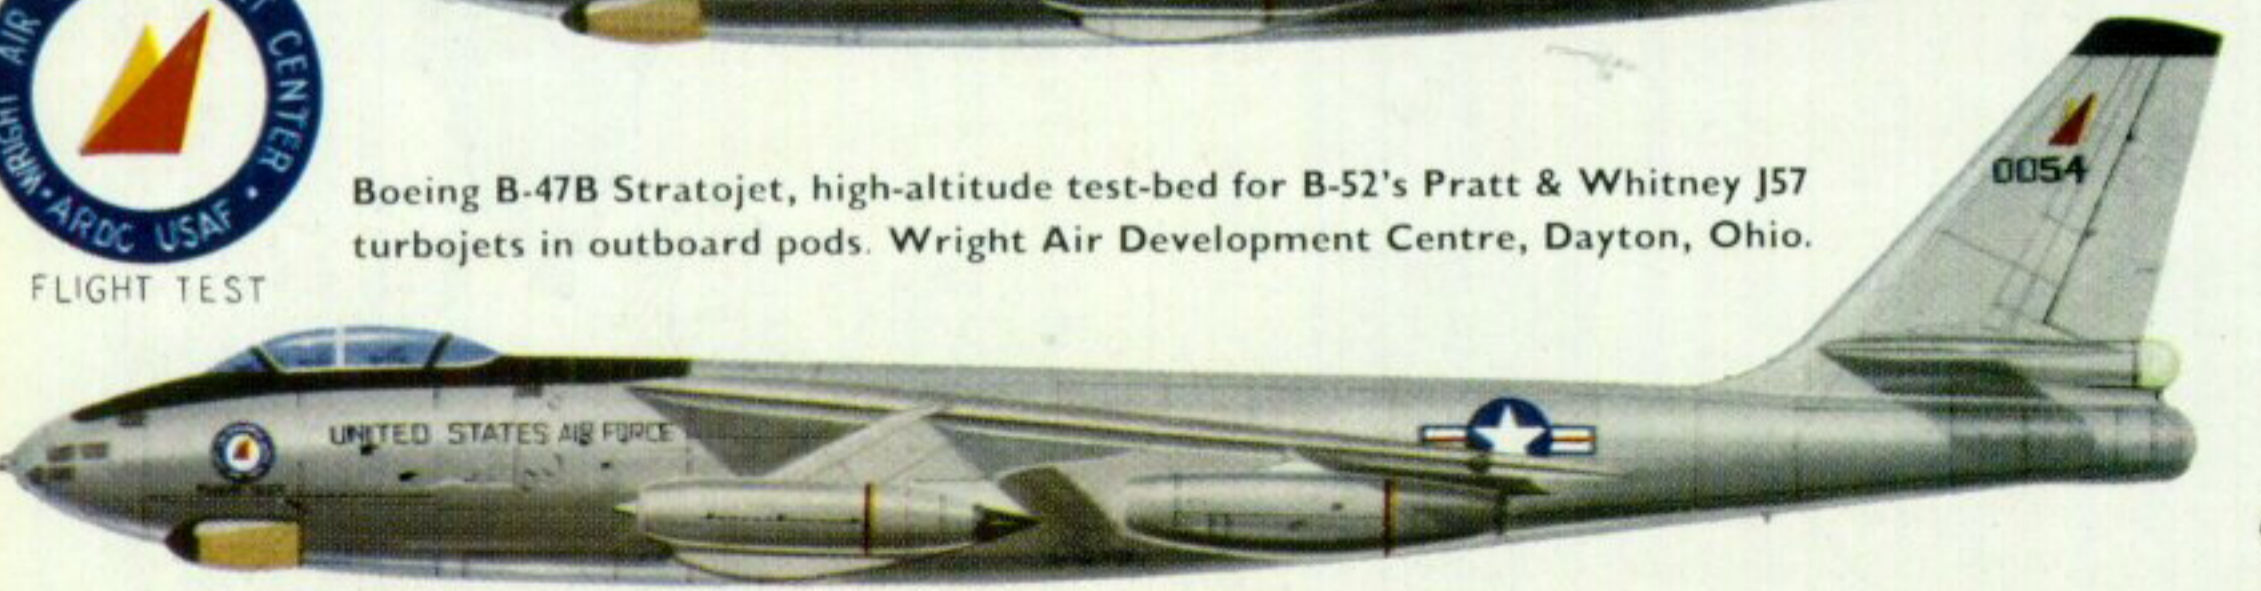 WRIGHT AIR
CENTER
• ARDC USAF •
FLIGHT TEST
Boeing B-47B Stratojet, high-altitude test-bed for B-52's Pratt & Whitney J57
turbojets in outboard pods. Wright Air Development Centre, Dayton, Ohio.
0054
UNITED STATES AIR FORCE